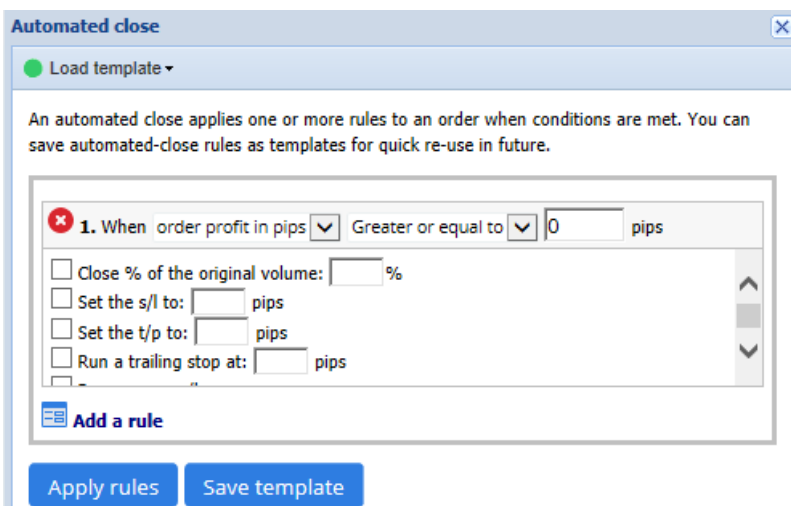 Automated close
Load template
An automated close applies one or more rules to an order when conditions are met. You can
save automated-close rules as templates for quick re-use in future.
1. When order profit in pips Greater or equal to 0 pips
Close % of the original volume: %
Set the s/l to: pips
Set the t/p to: pips
Run a trailing stop at: pips
Add a rule
Apply rules Save template